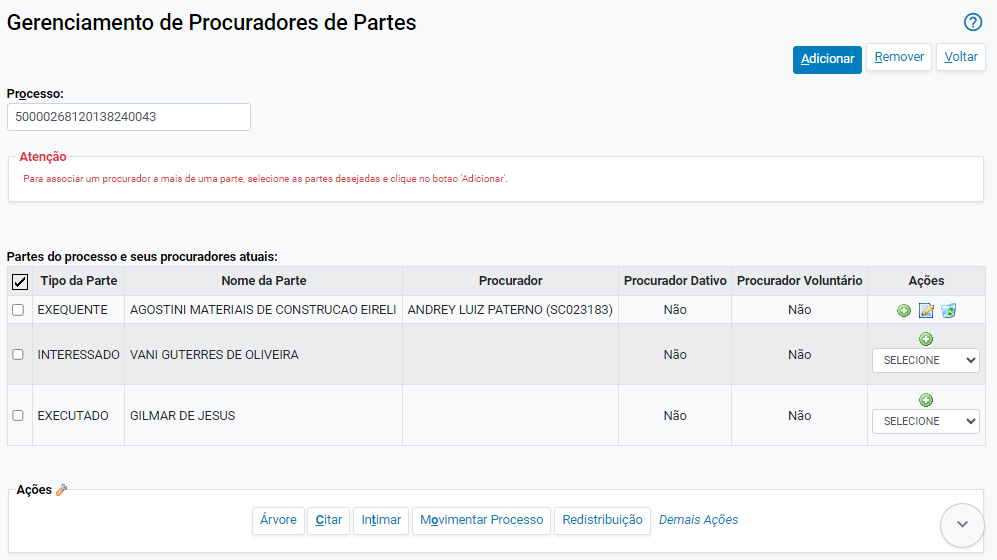 Gerenciamento de Procuradores de Partes
Adicionar Remover Voltar
Processo:
50000268120138240043
Atenção
Para associar um procurador a mais de uma parte, selecione as partes desejadas e clique no botao 'Adicionar'.
Partes do processo e seus procuradores atuais:
Tipo da Parte Nome da Parte Procurador Procurador Dativo Procurador Voluntário Ações
EXEQUENTE AGOSTINI MATERIAIS DE CONSTRUCAO EIRELI ANDREY LUIZ PATERNO (SC023183) Não Não
INTERESSADO VANI GUTERRES DE OLIVEIRA Não Não SELECIONE
EXECUTADO GILMAR DE JESUS Não Não SELECIONE
Ações
Árvore Citar Intimar Movimentar Processo Redistribuição Demais Ações